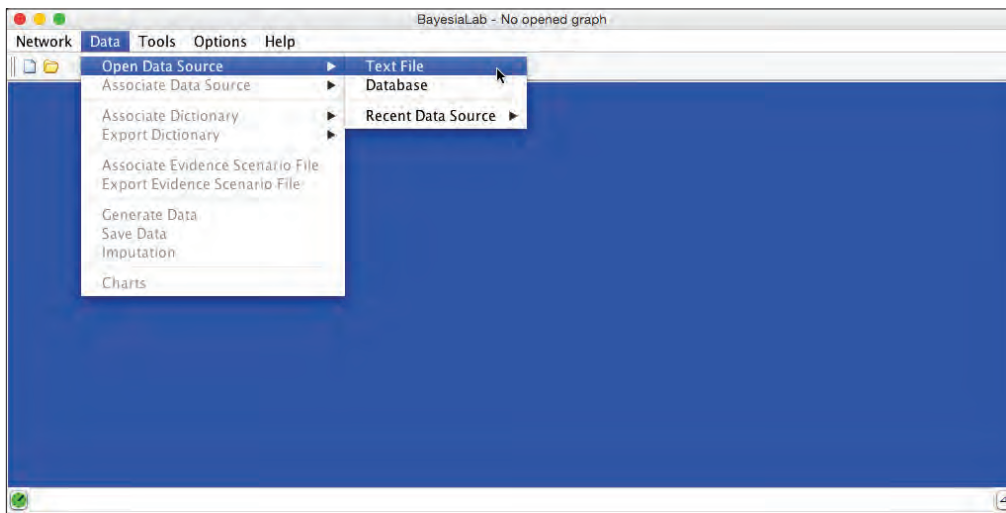 BayesiaLab - No opened graph
Network Data Tools Options Help
Open Data Source
Text File
Associate Data Source
Database
Associate Dictionary
Recent Data Source
Export Dictionary
Associate Evidence Scenario File
Export Evidence Scenario File
Generate Data
Save Data
Imputation
Charts